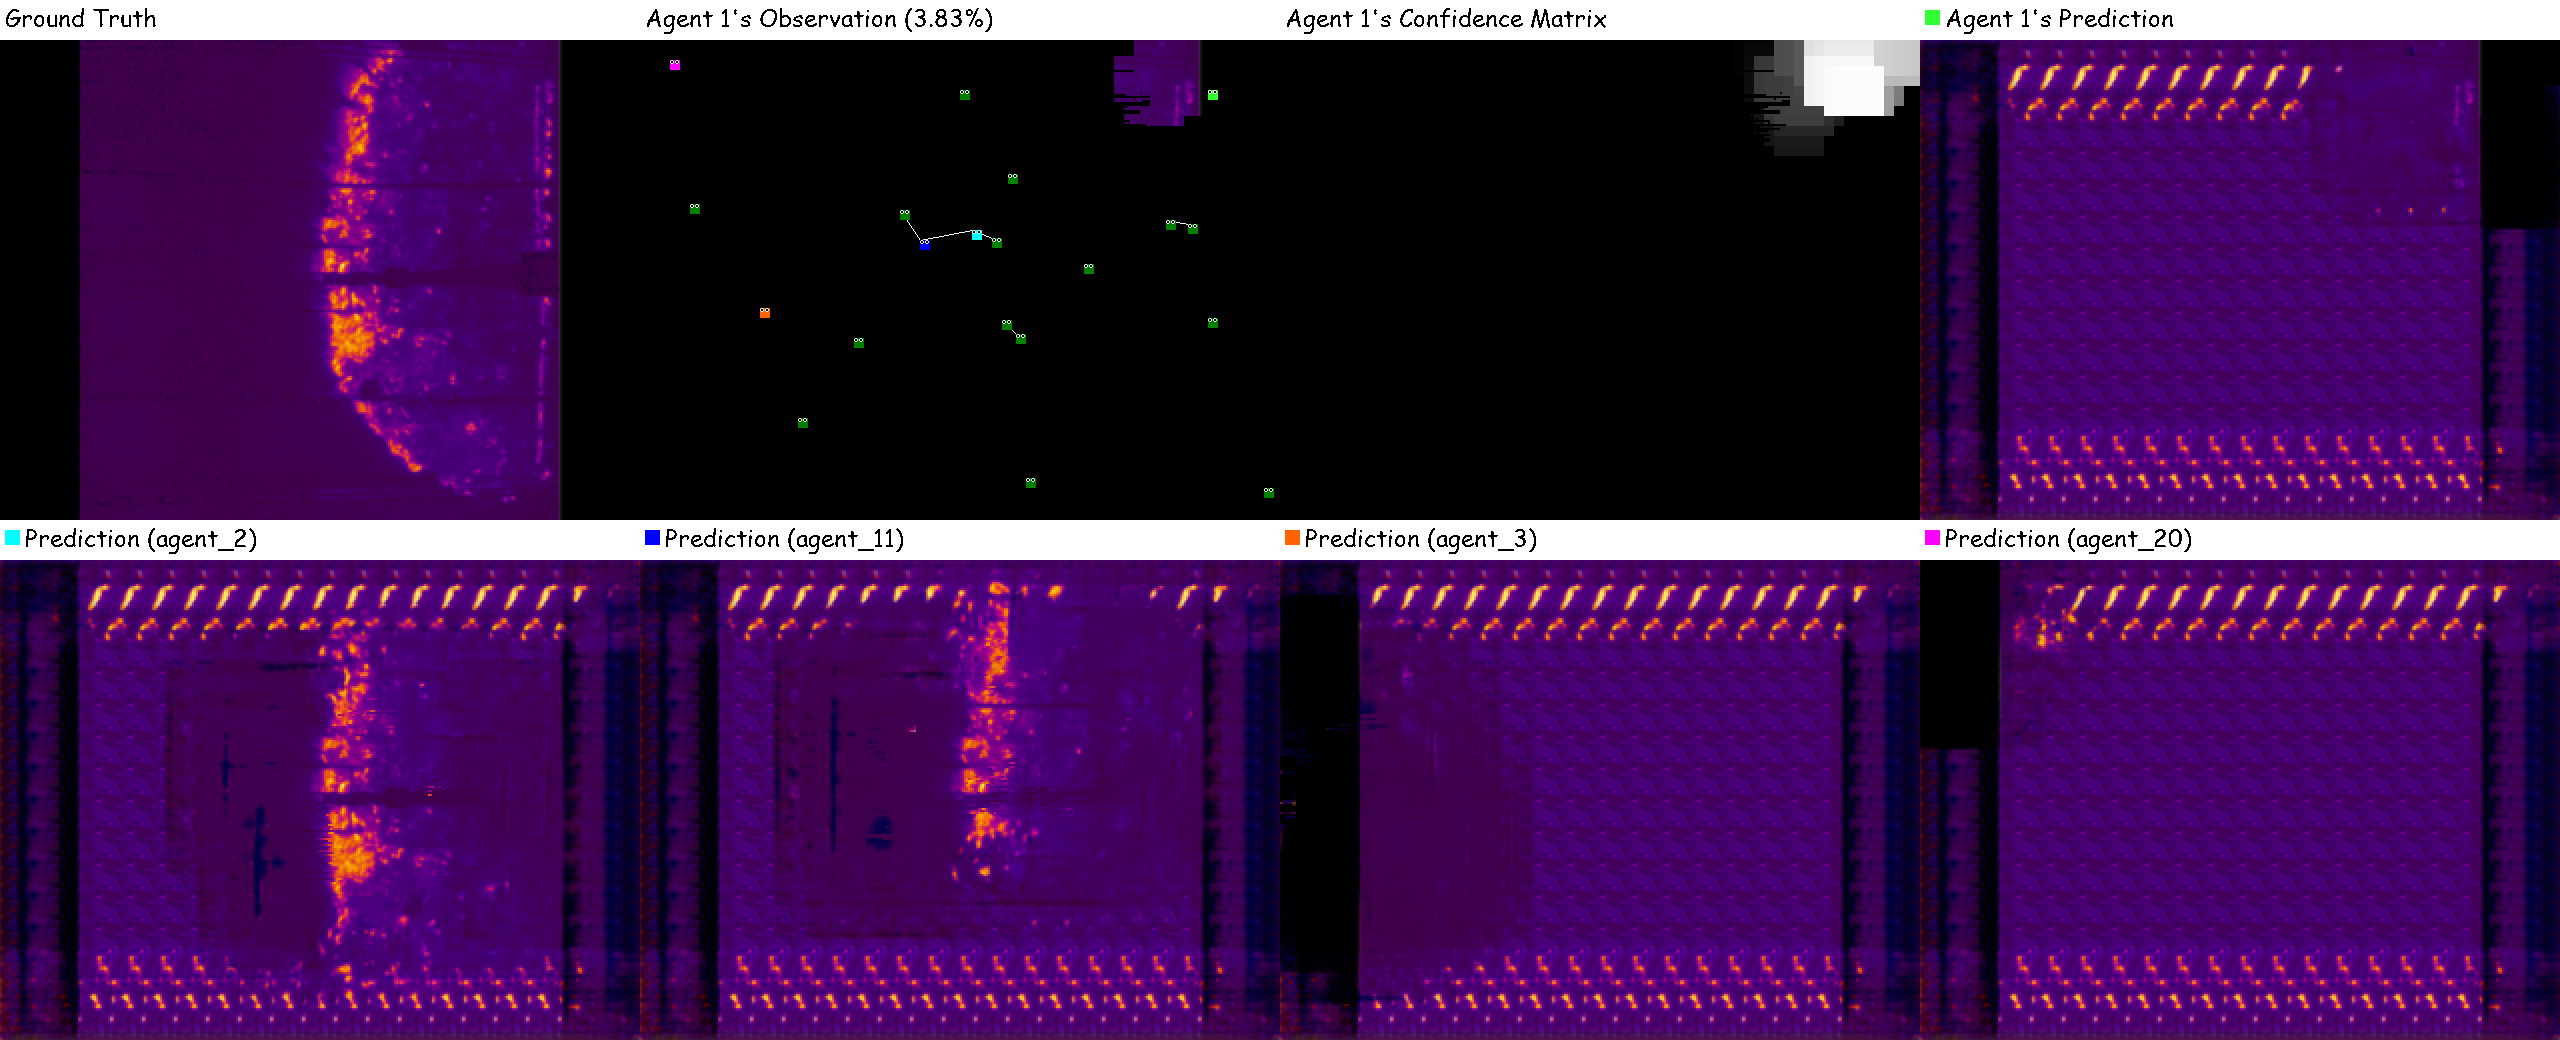 Ground Truth
Agent 1's Observation (3.83%)
Agent 1's Confidence Matrix
Agent 1's Prediction
Prediction (agent_2)
Prediction (agent_11)
Prediction (agent_3)
Prediction (agent_20)